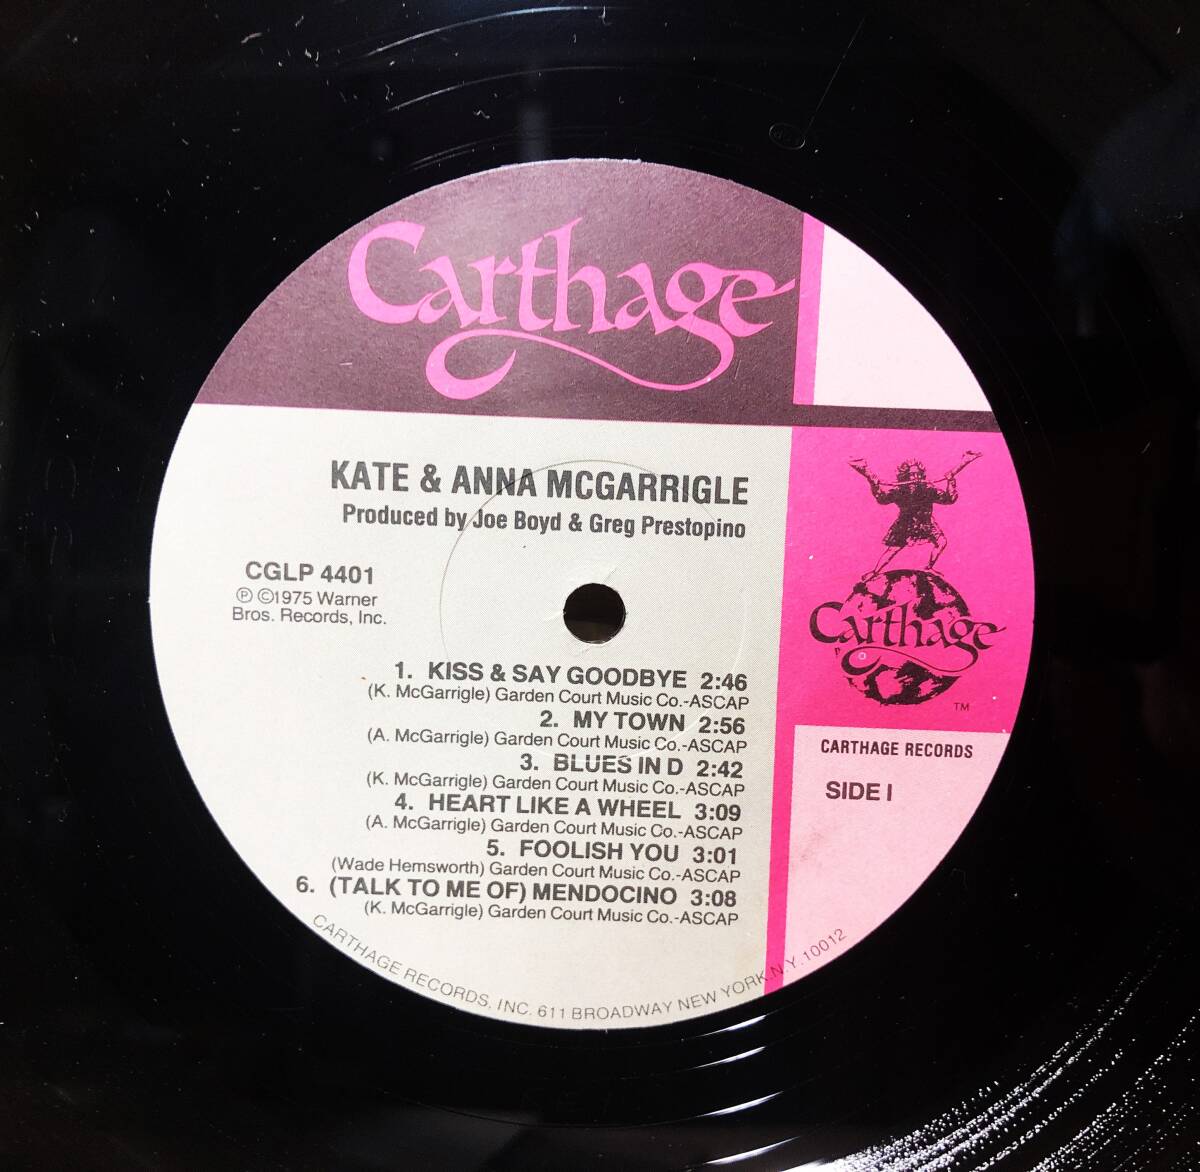 Carthage
KATE & ANNA MCGARRIGLE
Produced by Joe Boyd & Greg Prestopino
CGLP 4401
Ⓟ ©1975 Warner
Bros. Records, Inc.
Carthage
TM
CARTHAGE RECORDS
SIDE I
1. KISS & SAY GOODBYE 2:46
(K. McGarrigle) Garden Court Music Co.-ASCAP
2. MY TOWN 2:56
(A. McGarrigle) Garden Court Music Co.-ASCAP
3. BLUES IN D 2:42
(K. McGarrigle) Garden Court Music Co.-ASCAP
4. HEART LIKE A WHEEL 3:09
(A. McGarrigle) Garden Court Music Co.-ASCAP
5. FOOLISH YOU 3:01
(Wade Hemsworth) Garden Court Music Co.-ASCAP
6. (TALK TO ME OF) MENDOCINO 3:08
(K. McGarrigle) Garden Court Music Co.-ASCAP
CARTHAGE RECORDS, INC. 611 BROADWAY NEW YORK. N.Y. 10012